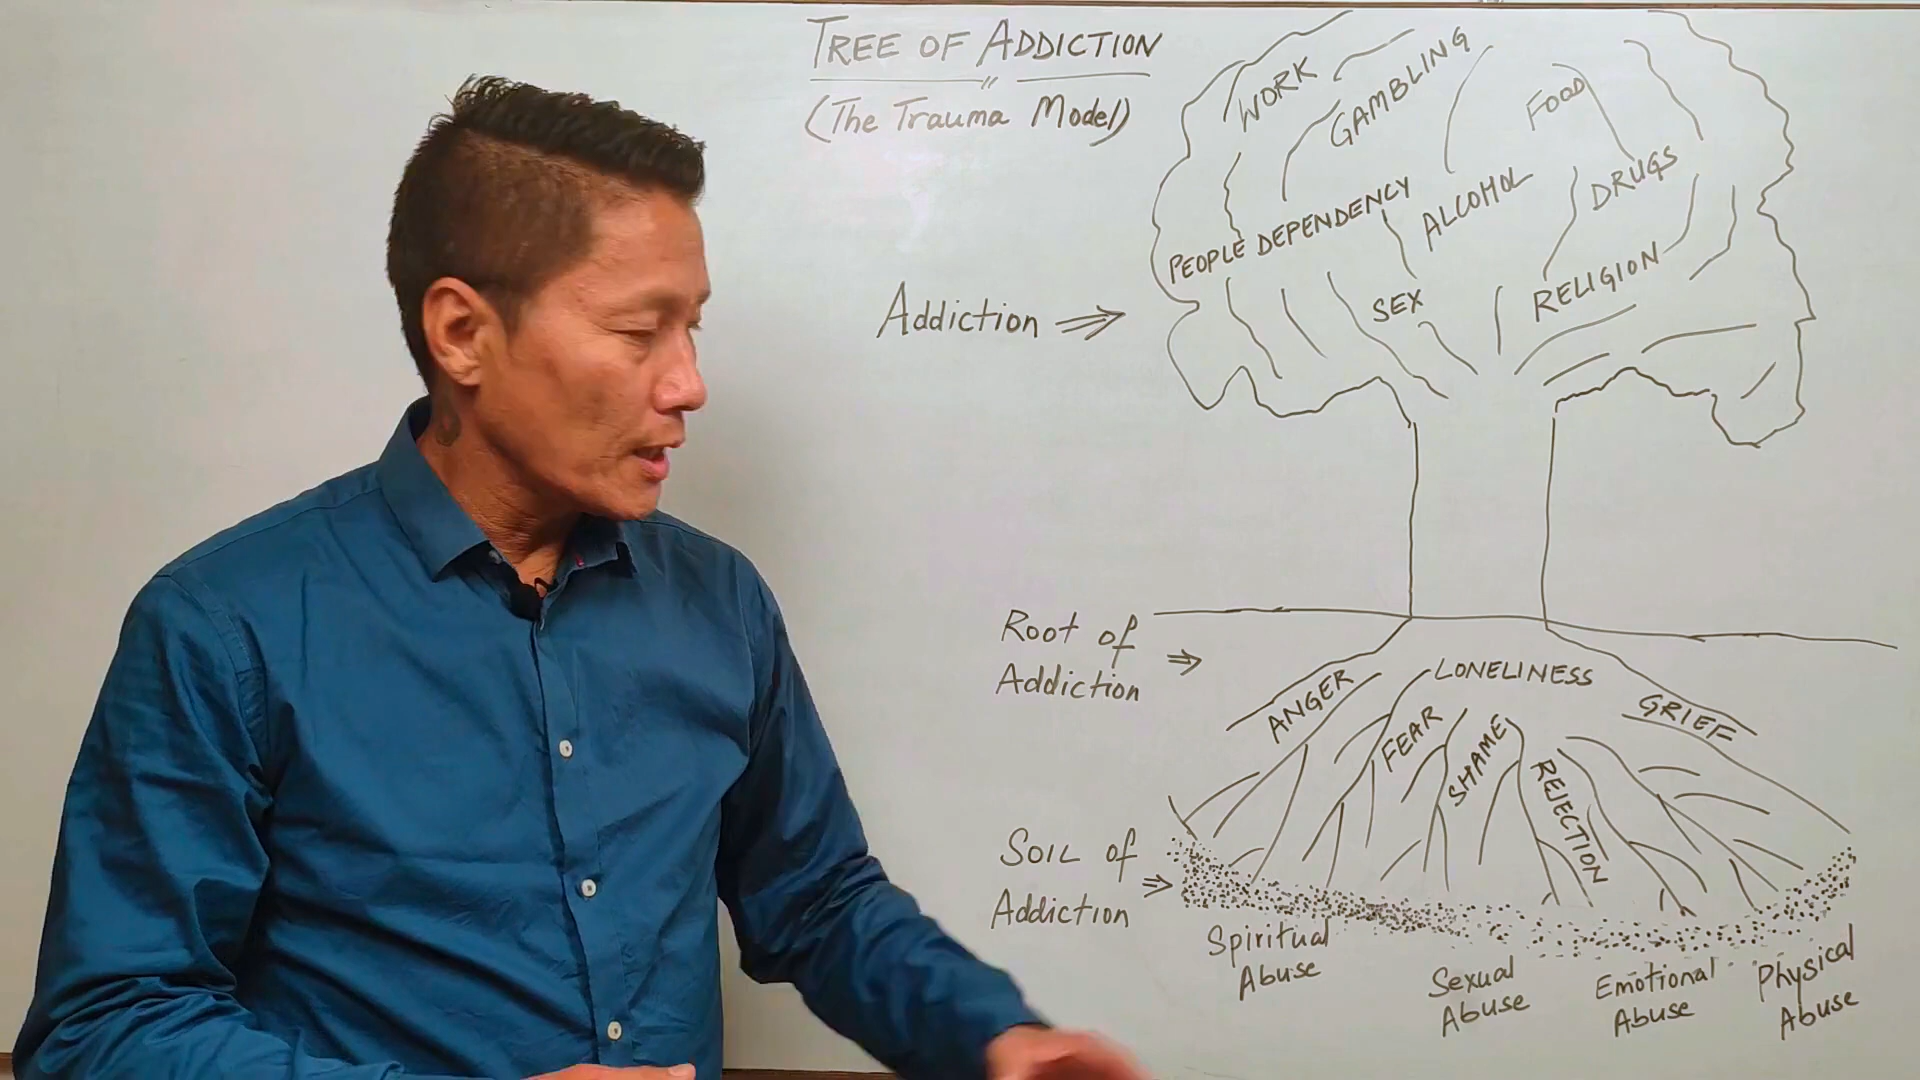 TREE OF ADDICTION
(The Trauma Model)
WORK
GAMBLING
FOOD
PEOPLE DEPENDENCY
ALCOHOL
DRUGS
SEX
RELIGION
Addiction ⇒
Root of
Addiction ⇒
LONELINESS
ANGER
GRIEF
FEAR
SHAME
REJECTION
SOIL of
Addiction ⇒
Spiritual
Abuse
Sexual
Abuse
Emotional
Abuse
Physical
Abuse